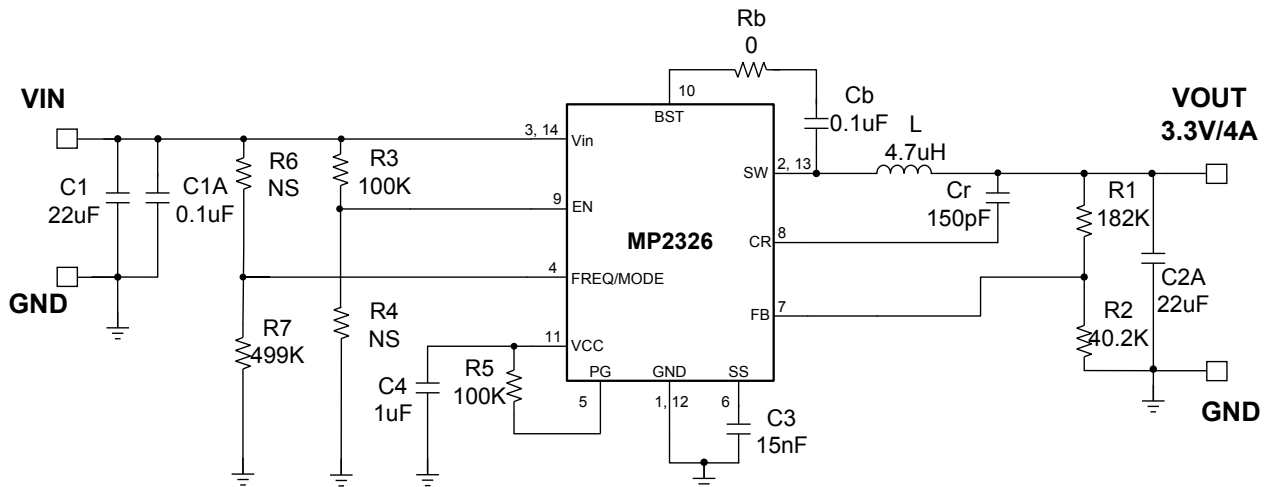 Rb
0
10
BST
Cb
0.1uF
VIN
VOUT
3.3V/4A
3, 14
Vin
L
4.7uH
R6
NS
R3
100K
SW
2, 13
C1
22uF
C1A
0.1uF
Cr
150pF
R1
182K
9
EN
MP2326
CR
8
GND
4
FREQ/MODE
C2A
22uF
R4
NS
FB
7
R2
40.2K
R7
499K
11
VCC
R5
100K
PG
GND
SS
C4
1uF
5
1, 12
6
C3
15nF
GND